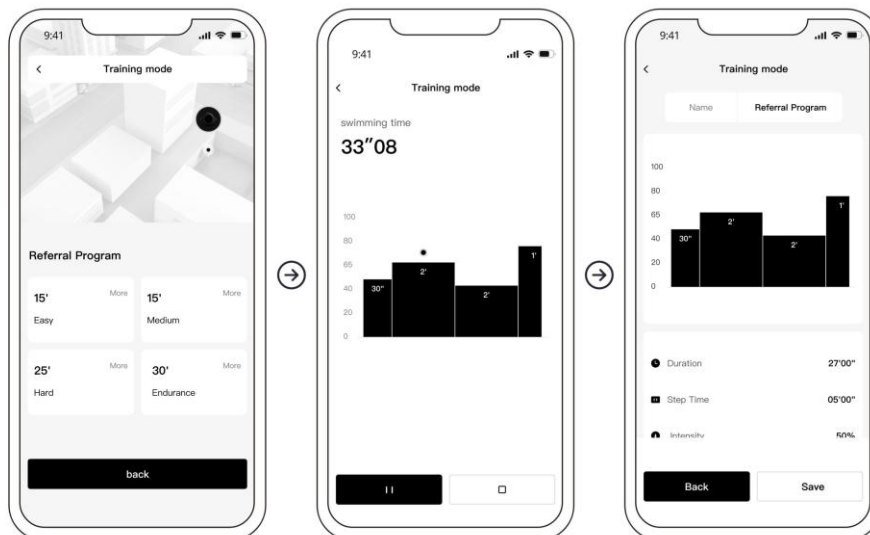 9:41
Training mode
Referral Program
15' More
Easy
15' More
Medium
25' More
Hard
30' More
Endurance
back
9:41
Training mode
swimming time
33"08
100
80
65
40
20
0
30"
2'
2'
1'
9:41
Training mode
Name Referral Program
100
80
65
40
20
0
30"
2'
2'
1'
Duration 27'00"
Step Time 05'00"
Intensity 50%
Back Save